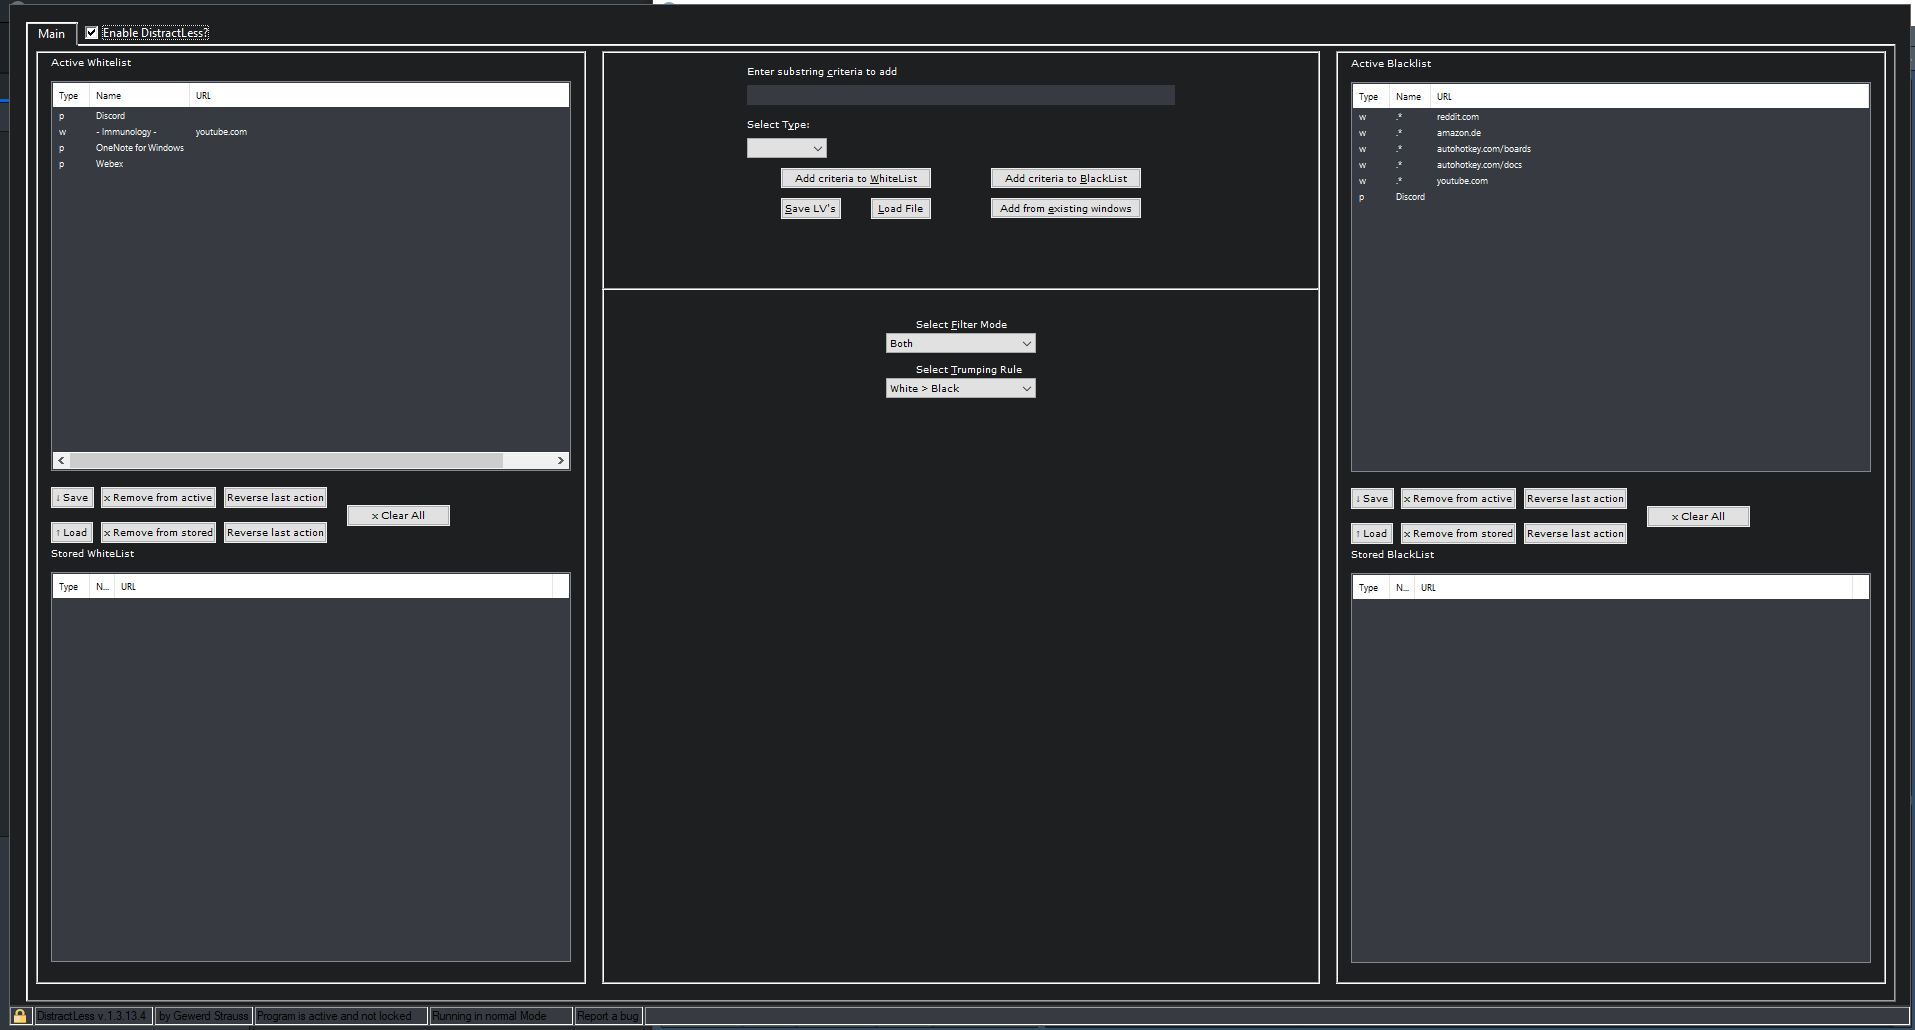 Main
Enable DistractLess?
Active Whitelist
Type Name URL
p Discord
w - Immunology - youtube.com
p OneNote for Windows
p Webex
↓ Save
x Remove from active
Reverse last action
x Clear All
↑ Load
x Remove from stored
Reverse last action
Stored WhiteList
Type N... URL
Enter substring criteria to add
Select Type:
Add criteria to WhiteList
Add criteria to BlackList
Save LV's
Load File
Add from existing windows
Select Filter Mode
Both
Select Trumping Rule
White > Black
Active Blacklist
Type Name URL
w .* reddit.com
w .* amazon.de
w .* autohotkey.com/boards
w .* autohotkey.com/docs
w .* youtube.com
p Discord
↓ Save
x Remove from active
Reverse last action
x Clear All
↑ Load
x Remove from stored
Reverse last action
Stored BlackList
Type N... URL
DistractLess v.1.3.13.4
by Gewerd Strauss
Program is active and not locked
Running in normal Mode
Report a bug